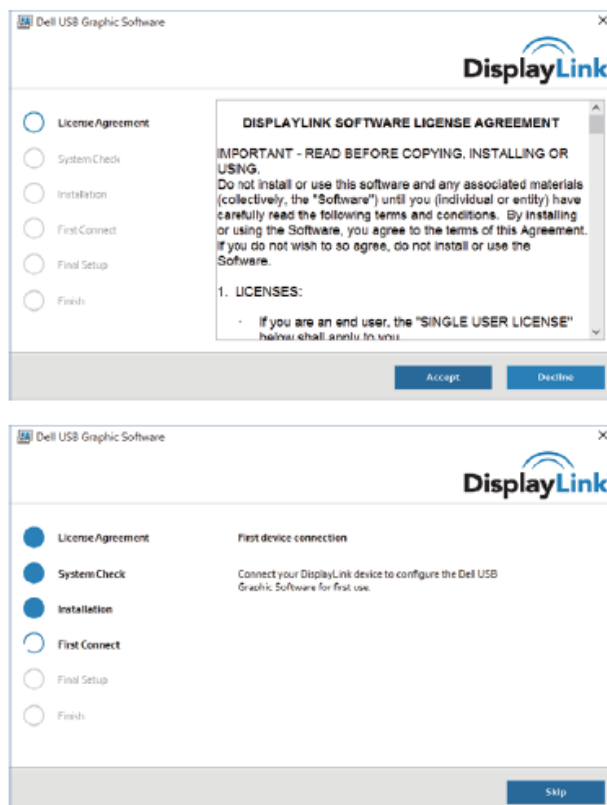 Dell USB Graphic Software
DisplayLink
License Agreement
System Check
Installation
First Connect
Final Setup
Finish
DISPLAYLINK SOFTWARE LICENSE AGREEMENT
IMPORTANT - READ BEFORE COPYING, INSTALLING OR
USING.
Do not install or use this software and any associated materials
(collectively, the "Software") until you (individual or entity) have
carefully read the following terms and conditions. By installing
or using the Software, you agree to the terms of this Agreement.
If you do not wish to so agree, do not install or use the
Software.
1. LICENSES:
· If you are an end user, the "SINGLE USER LICENSE"
below shall apply to you
Accept
Decline
Dell USB Graphic Software
DisplayLink
License Agreement
System Check
Installation
First Connect
Final Setup
Finish
First device connection
Connect your DisplayLink device to configure the Dell USB
Graphic Software for first use.
Skip